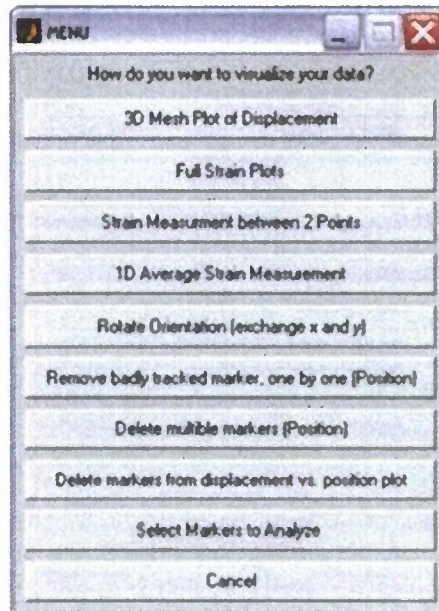 MENU
How do you want to visualize your data?
3D Mesh Plot of Displacement
Full Strain Plots
Strain Measurment between 2 Points
1D Average Strain Measurement
Rotate Orientation (exchange x and y)
Remove badly tracked marker, one by one (Position)
Delete multible markers (Position)
Delete markers from displacement vs. position plot
Select Markers to Analyze
Cancel